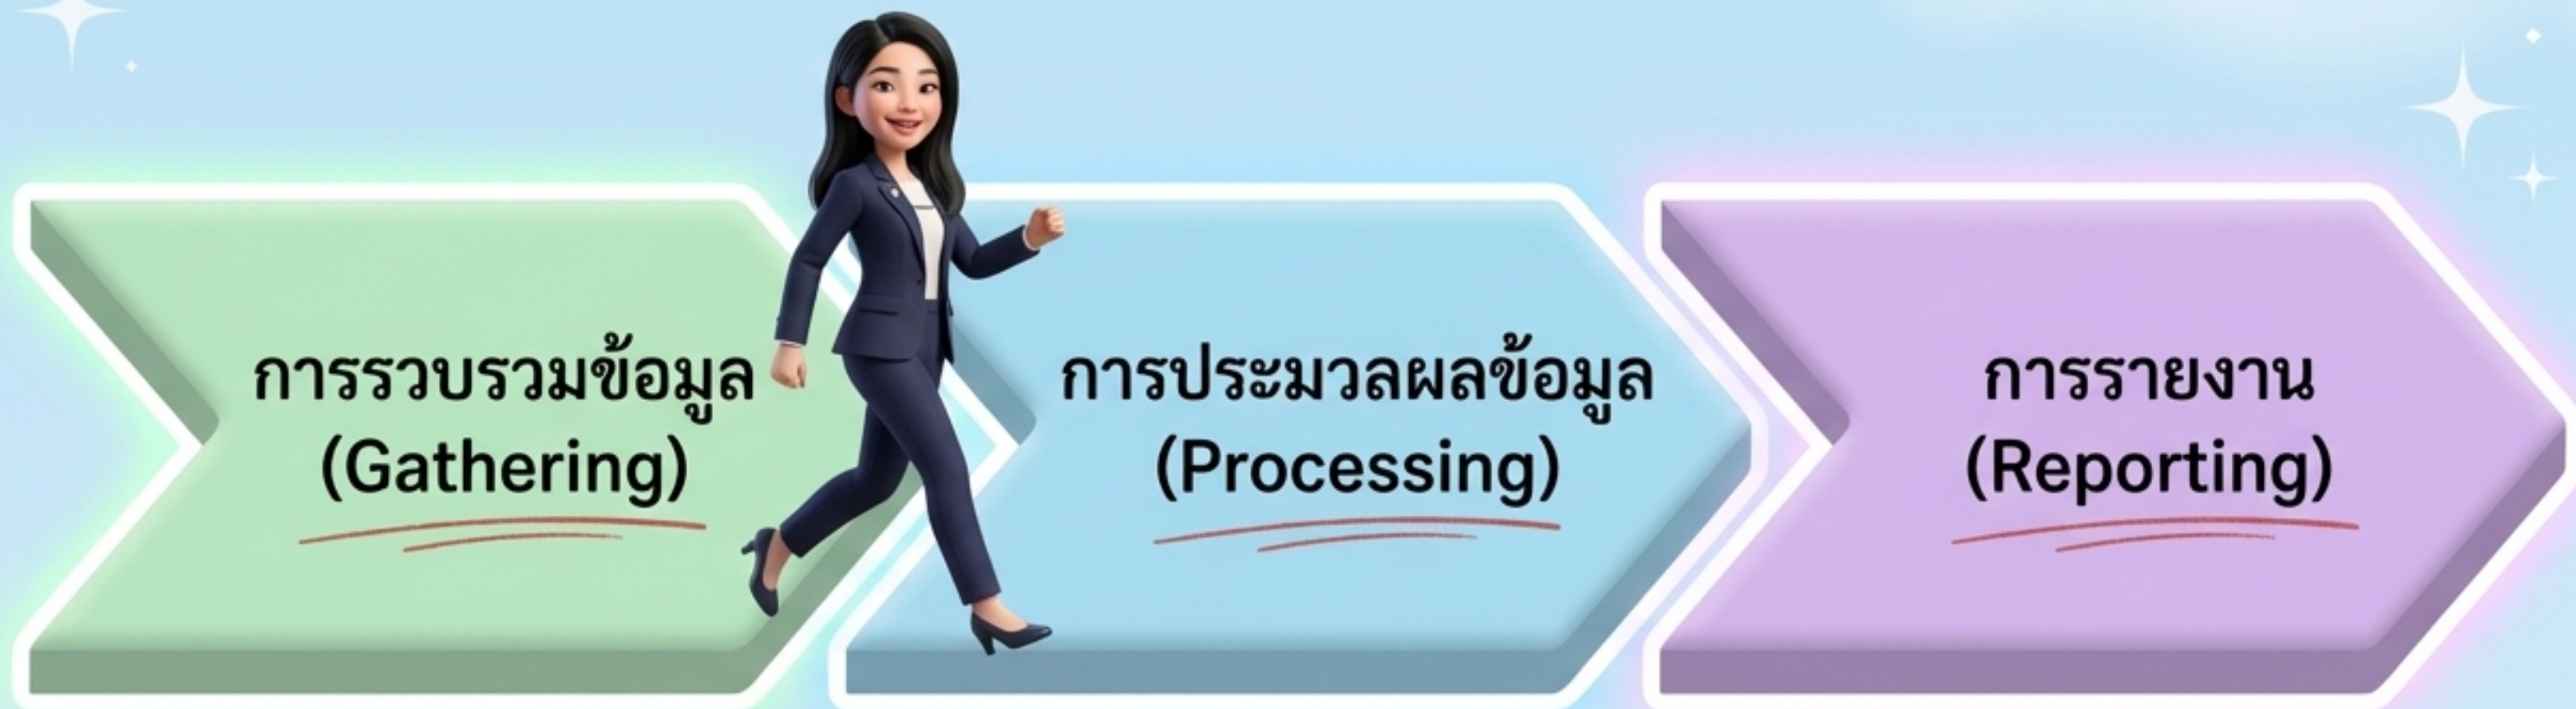 การรวบรวมข้อมูล
(Gathering)
การประมวลผลข้อมูล
(Processing)
การรายงาน
(Reporting)